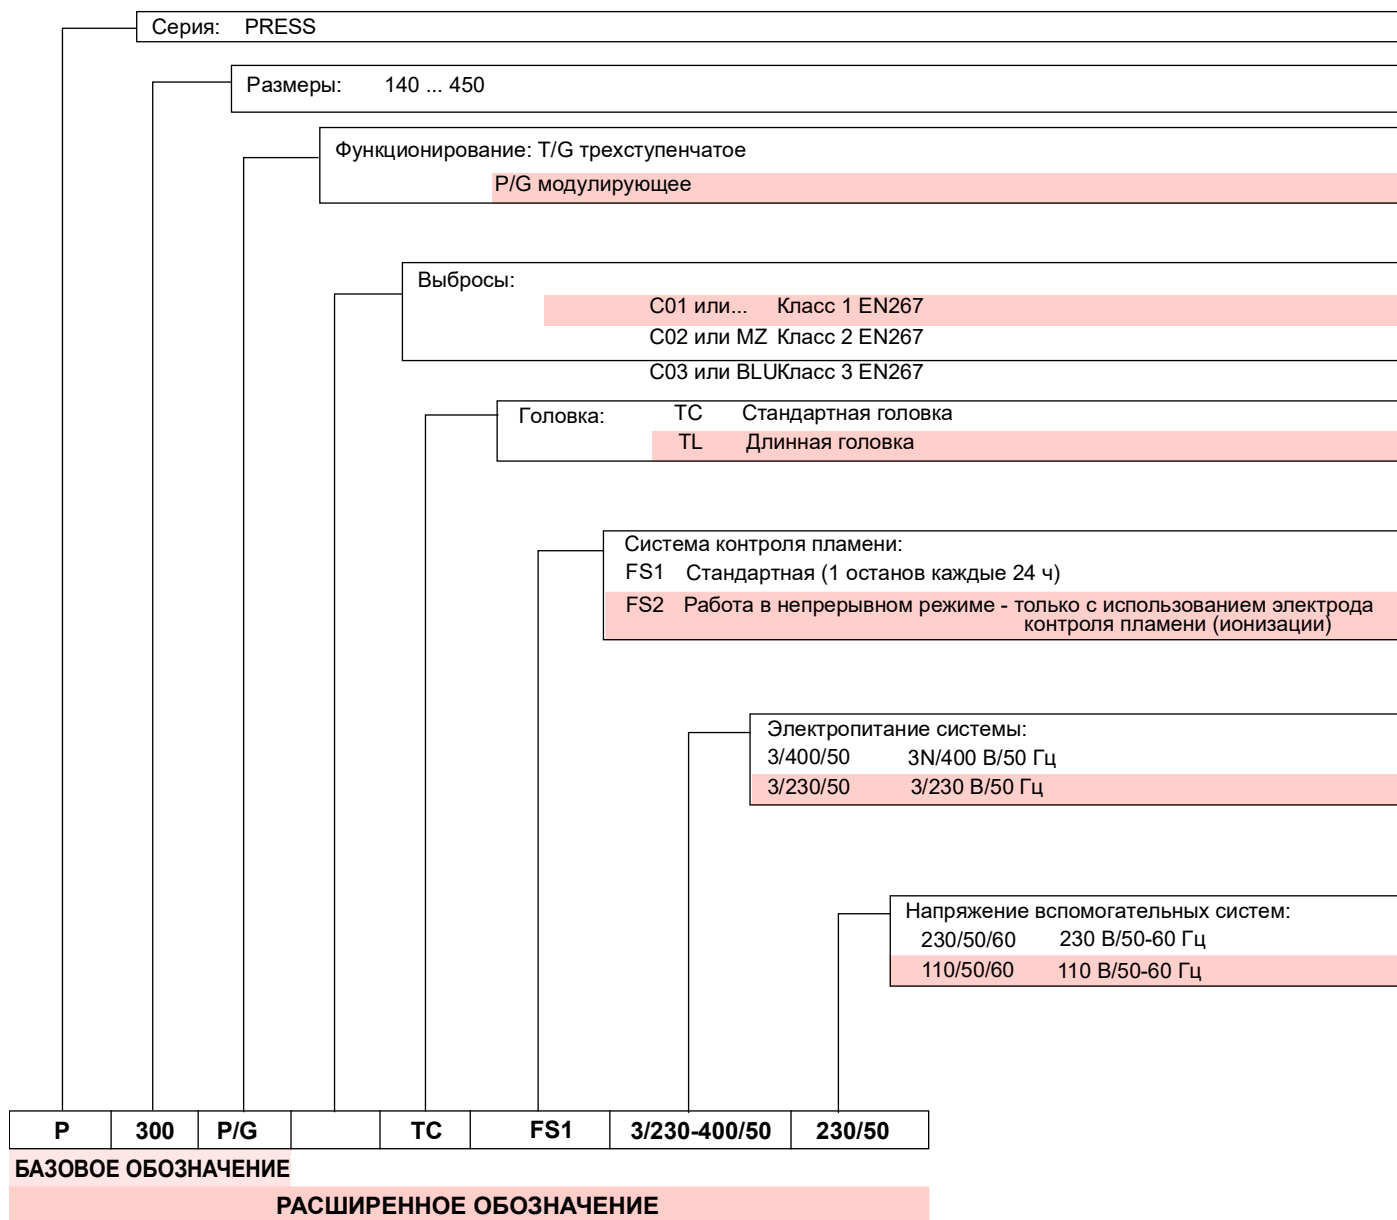 Серия: PRESS
Размеры: 140 ... 450
Функционирование: T/G трехступенчатое
P/G модулирующее
Выбросы:
C01 или... Класс 1 EN267
C02 или MZ Класс 2 EN267
C03 или BLUКласс 3 EN267
Головка: TC Стандартная головка
TL Длинная головка
Система контроля пламени:
FS1 Стандартная (1 останов каждые 24 ч)
FS2 Работа в непрерывном режиме - только с использованием электрода
контроля пламени (ионизации)
Электропитание системы:
3/400/50 3N/400 В/50 Гц
3/230/50 3/230 В/50 Гц
Напряжение вспомогательных систем:
230/50/60 230 В/50-60 Гц
110/50/60 110 В/50-60 Гц
P 300 P/G TC FS1 3/230-400/50 230/50
БАЗОВОЕ ОБОЗНАЧЕНИЕ
РАСШИРЕННОЕ ОБОЗНАЧЕНИЕ